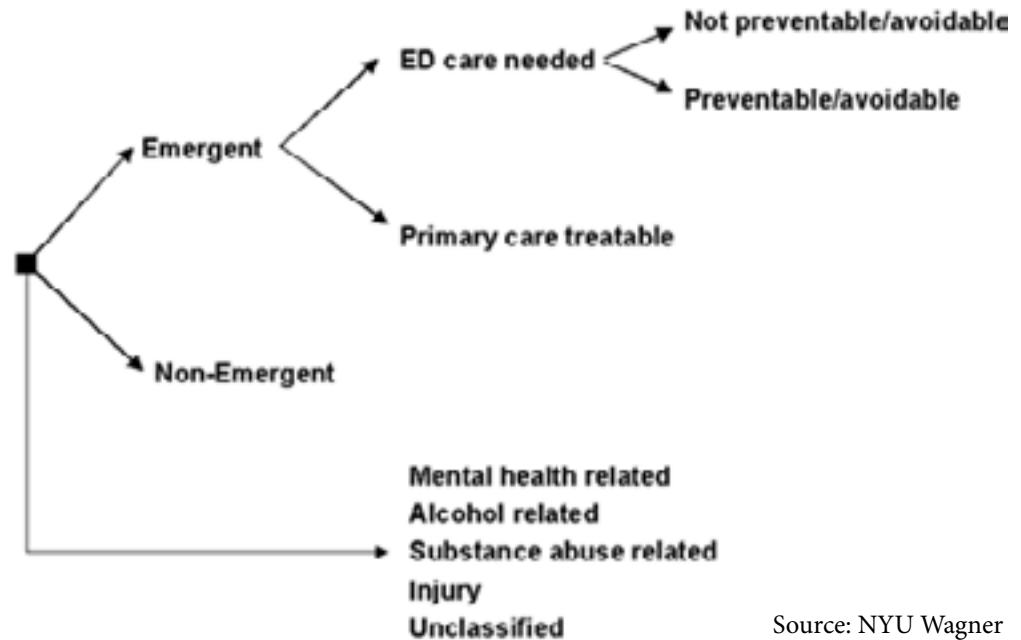 Not preventable/avoidable
ED care needed
Preventable/avoidable
Emergent
Primary care treatable
Non-Emergent
Mental health related
Alcohol related
Substance abuse related
Injury
Unclassified
Source: NYU Wagner